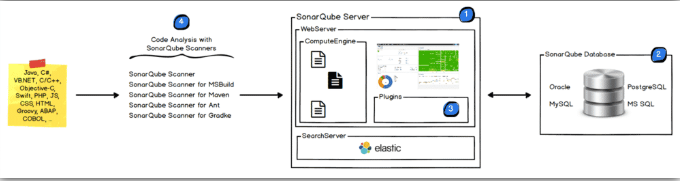 4
Code Analysis with
SonarQube Scanners
Java, C#,
VB.NET, C/C++,
Objective-C,
Swift, PHP, JS,
CSS, HTML,
Groovy, ABAP,
COBOL, ...
SonarQube Scanner
SonarQube Scanner for MSBuild
SonarQube Scanner for Maven
SonarQube Scanner for Ant
SonarQube Scanner for Gradke
SonarQube Server
1
WebServer
ComputeEngine
Plugins
3
SearchServer
elastic
SonarQube Database
2
Oracle
PostgreSQL
MySQL
MS SQL